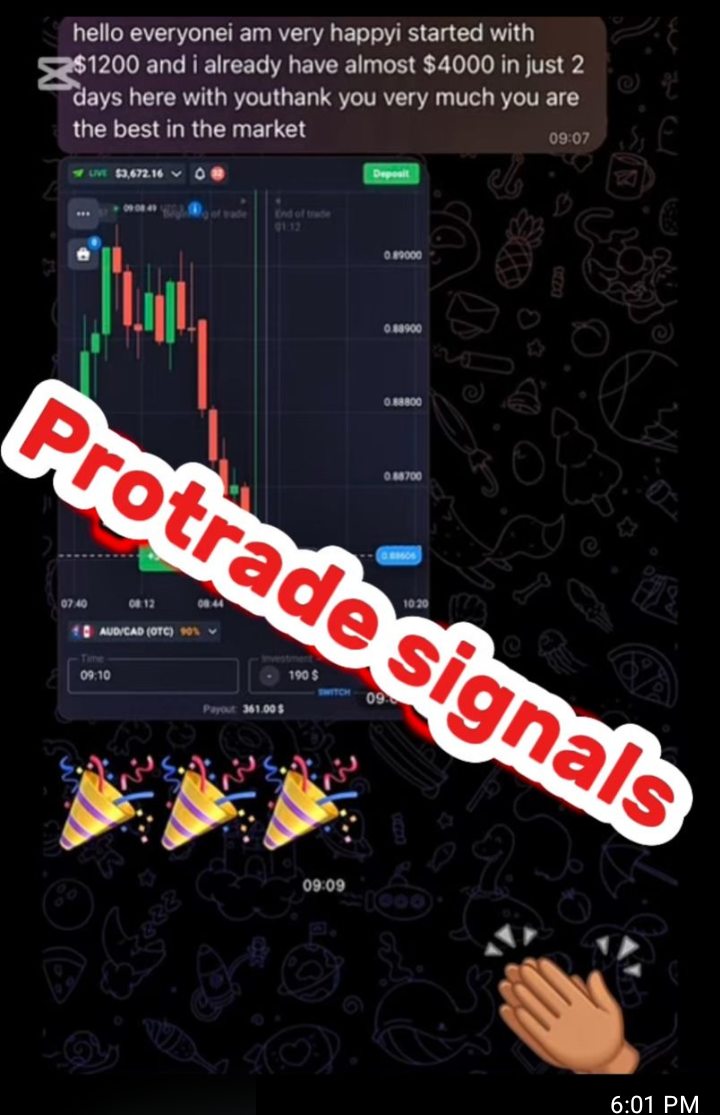 hello everyonei am very happyi started with
$1200 and i already have almost $4000 in just 2
days here with youthank you very much you are
the best in the market
09:07
LIVE $3,672.16
32
Deposit
09:08:49
Beginning of trade
End of trade
01:12
0.89000
0.88900
0.88800
0.88700
0.88606
07:40 08:12 08:44 10:20
AUD/CAD (OTC) 90%
Time
09:10
Investment
190 $
SWITCH
Payout: 361.00 $
Protrade signals
09:09
6:01 PM